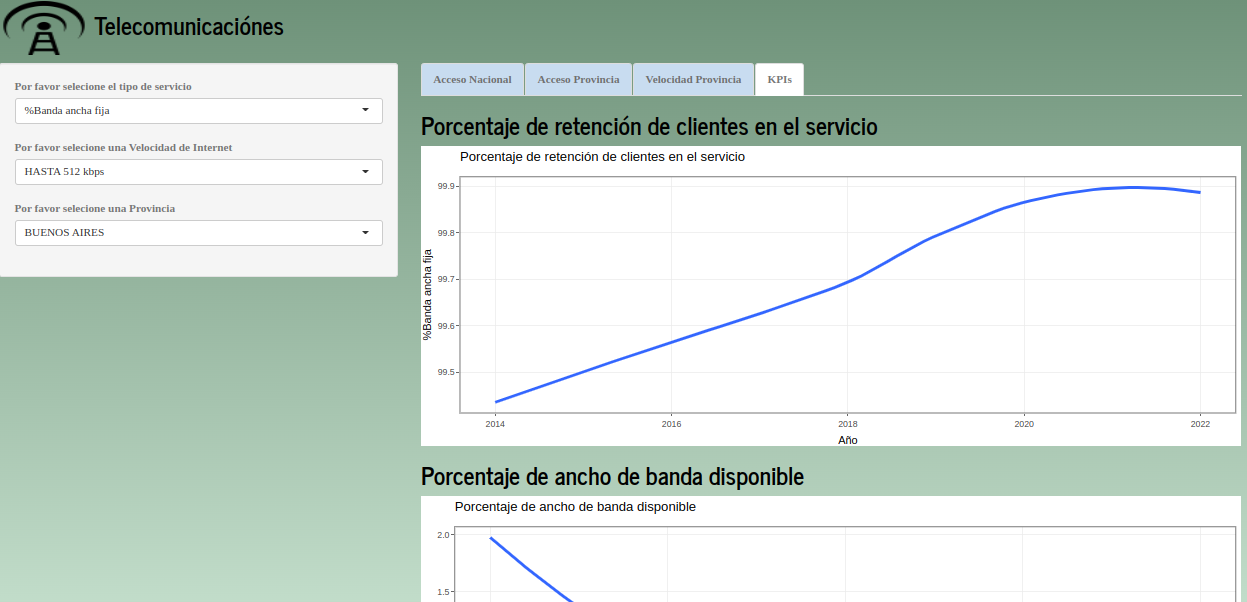 Telecomunicaciónes
Por favor selecione el tipo de servicio
%Banda ancha fija
Por favor selecione una Velocidad de Internet
HASTA 512 kbps
Por favor selecione una Provincia
BUENOS AIRES
Acceso Nacional
Acceso Provincia
Velocidad Provincia
KPIs
Porcentaje de retención de clientes en el servicio
Porcentaje de retención de clientes en el servicio
99.9
99.8
99.7
99.6
99.5
%Banda ancha fija
2014
2016
2018
2020
2022
Año
Porcentaje de ancho de banda disponible
Porcentaje de ancho de banda disponible
2.0
1.5